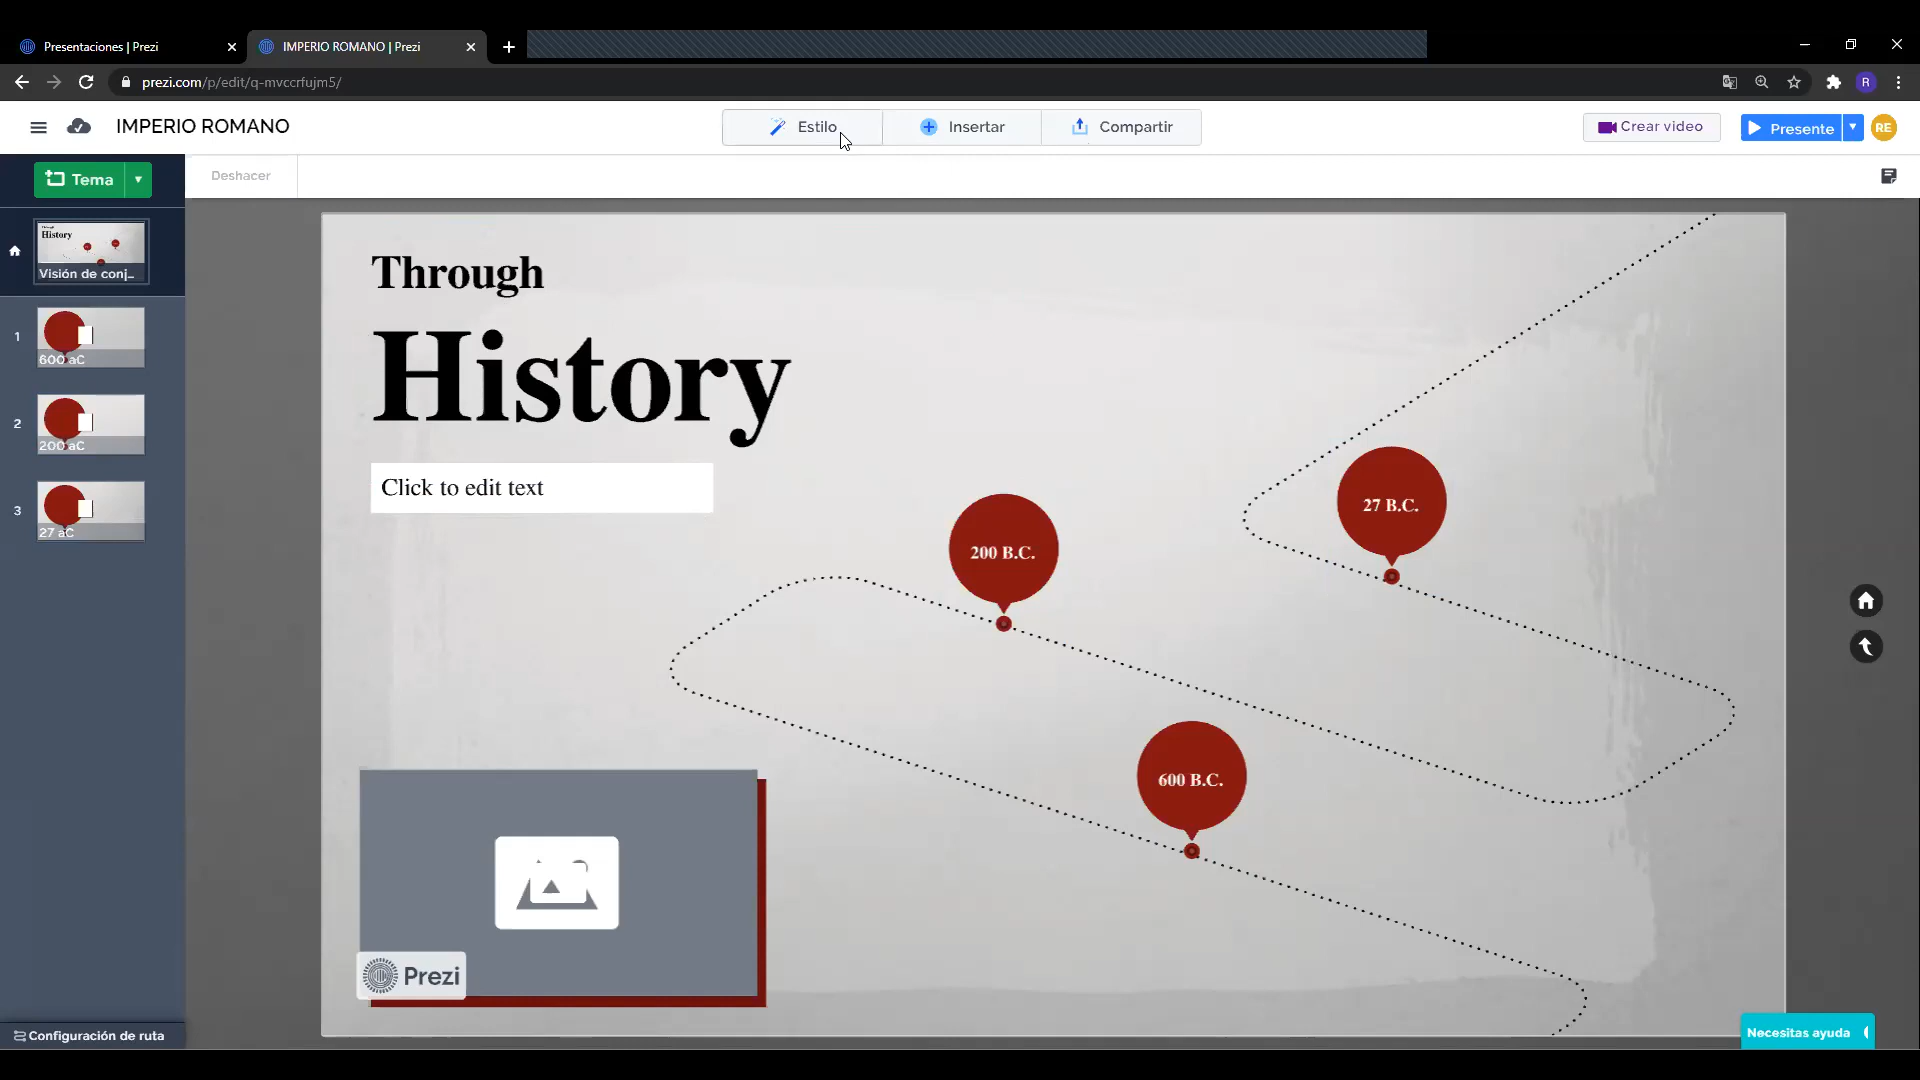 Presentaciones | Prezi
IMPERIO ROMANO | Prezi
prezi.com/p/edit/q-mvccrfujm5/
R
IMPERIO ROMANO
Estilo
Insertar
Compartir
Crear video
Presente
RE
Tema
Deshacer
Through
History
Visión de conj...
1
600 aC
2
200 aC
3
27 aC
Through
History
Click to edit text
27 B.C.
200 B.C.
600 B.C.
Prezi
Configuración de ruta
Necesitas ayuda